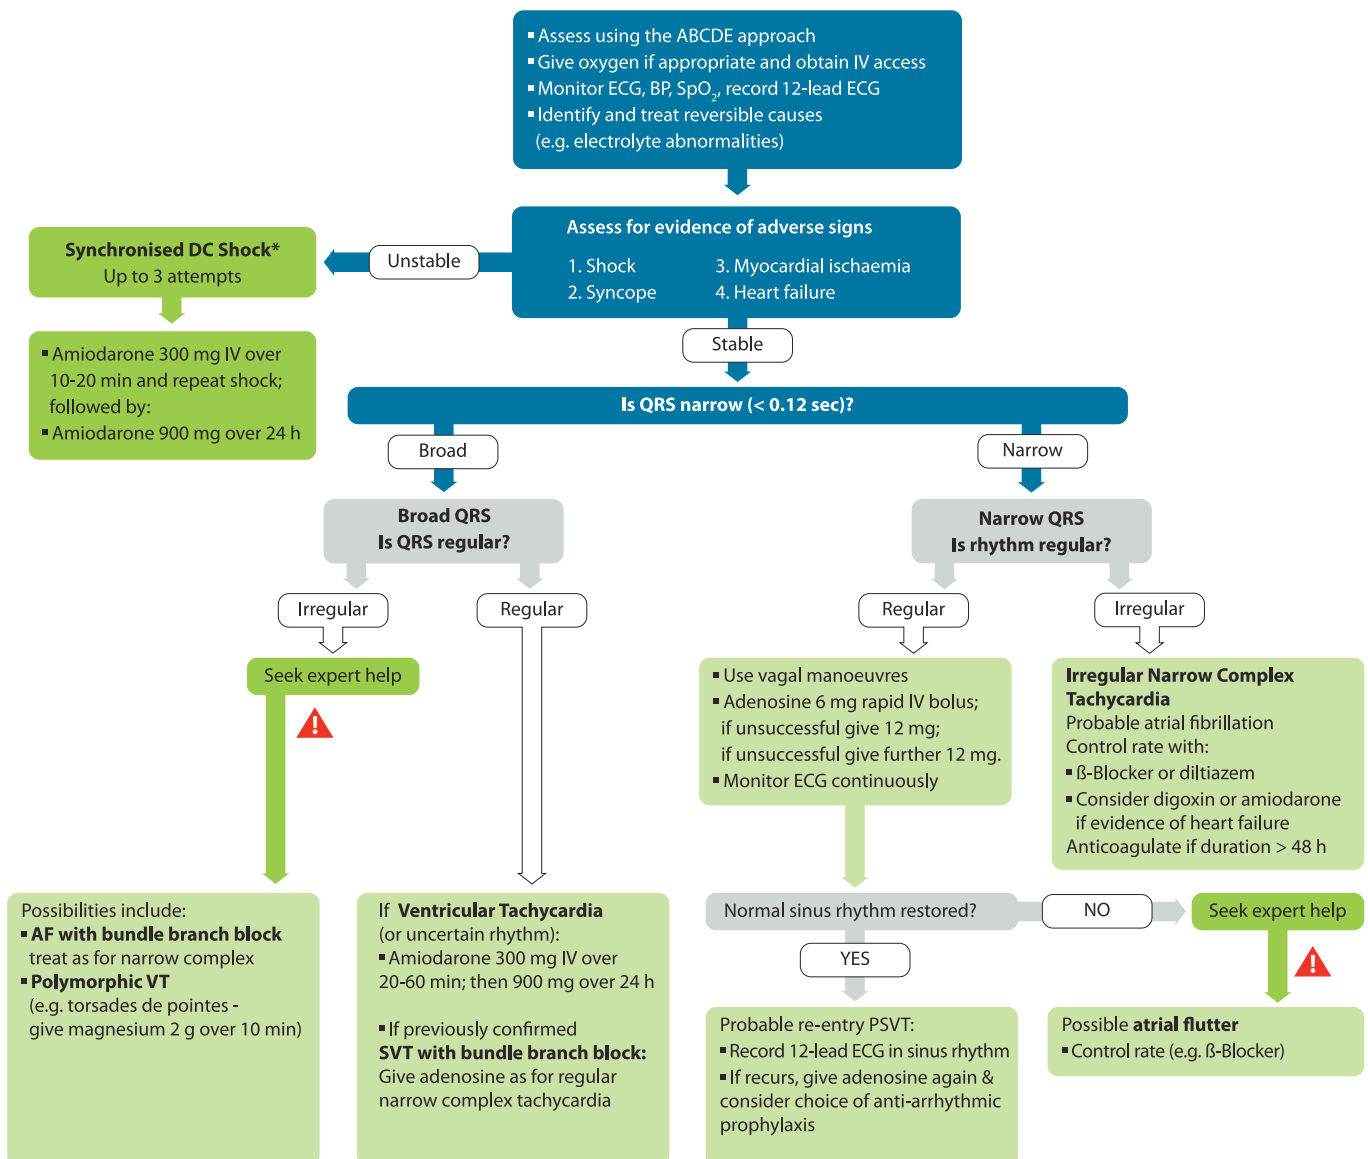 ▪ Assess using the ABCDE approach
▪ Give oxygen if appropriate and obtain IV access
▪ Monitor ECG, BP, SpO₂, record 12-lead ECG
▪ Identify and treat reversible causes
(e.g. electrolyte abnormalities)
Assess for evidence of adverse signs
1. Shock 3. Myocardial ischaemia
2. Syncope 4. Heart failure
Unstable
Synchronised DC Shock*
Up to 3 attempts
▪ Amiodarone 300 mg IV over
10-20 min and repeat shock;
followed by:
▪ Amiodarone 900 mg over 24 h
Stable
Is QRS narrow (< 0.12 sec)?
Broad
Narrow
Broad QRS
Is QRS regular?
Narrow QRS
Is rhythm regular?
Irregular
Regular
Regular
Irregular
Seek expert help
!
▪ Use vagal manoeuvres
▪ Adenosine 6 mg rapid IV bolus;
if unsuccessful give 12 mg;
if unsuccessful give further 12 mg.
▪ Monitor ECG continuously
Irregular Narrow Complex
Tachycardia
Probable atrial fibrillation
Control rate with:
▪ ß-Blocker or diltiazem
▪ Consider digoxin or amiodarone
if evidence of heart failure
Anticoagulate if duration > 48 h
Possibilities include:
▪ AF with bundle branch block
treat as for narrow complex
▪ Polymorphic VT
(e.g. torsades de pointes -
give magnesium 2 g over 10 min)
If Ventricular Tachycardia
(or uncertain rhythm):
▪ Amiodarone 300 mg IV over
20-60 min; then 900 mg over 24 h
▪ If previously confirmed
SVT with bundle branch block:
Give adenosine as for regular
narrow complex tachycardia
Normal sinus rhythm restored?
NO
Seek expert help
!
YES
Probable re-entry PSVT:
▪ Record 12-lead ECG in sinus rhythm
▪ If recurs, give adenosine again &
consider choice of anti-arrhythmic
prophylaxis
Possible atrial flutter
▪ Control rate (e.g. ß-Blocker)